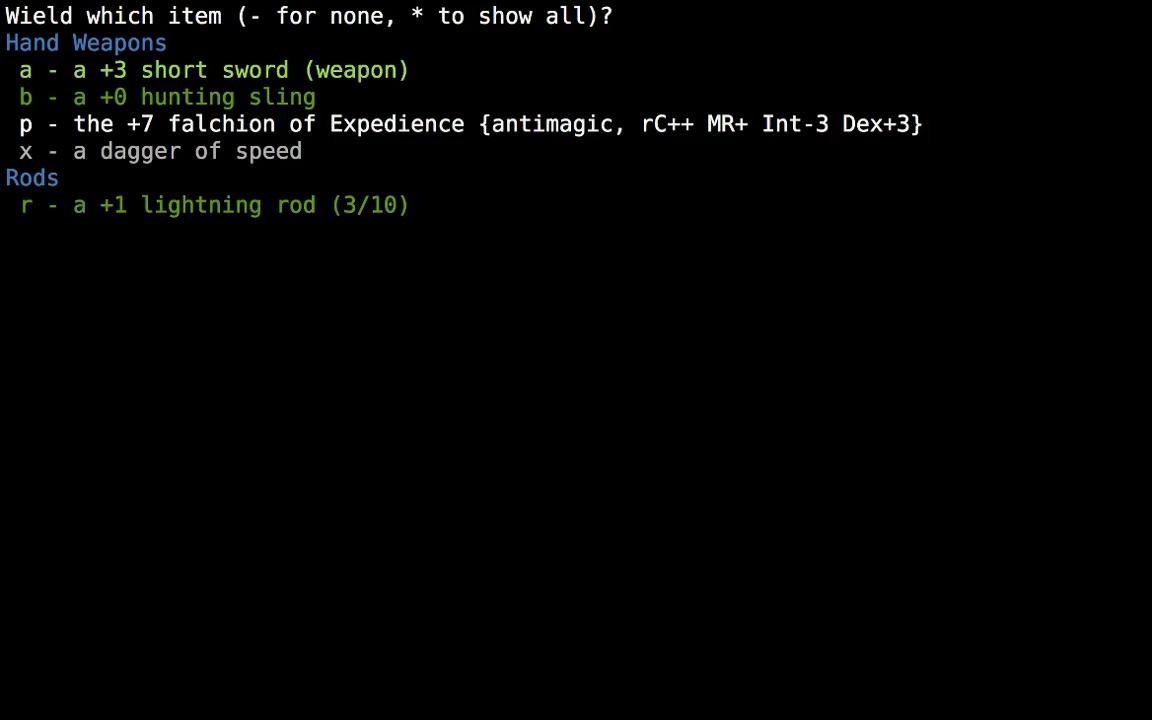 Wield which item (- for none, * to show all)?
Hand Weapons
a - a +3 short sword (weapon)
b - a +0 hunting sling
p - the +7 falchion of Expedience {antimagic, rC++ MR+ Int-3 Dex+3}
x - a dagger of speed
Rods
r - a +1 lightning rod (3/10)